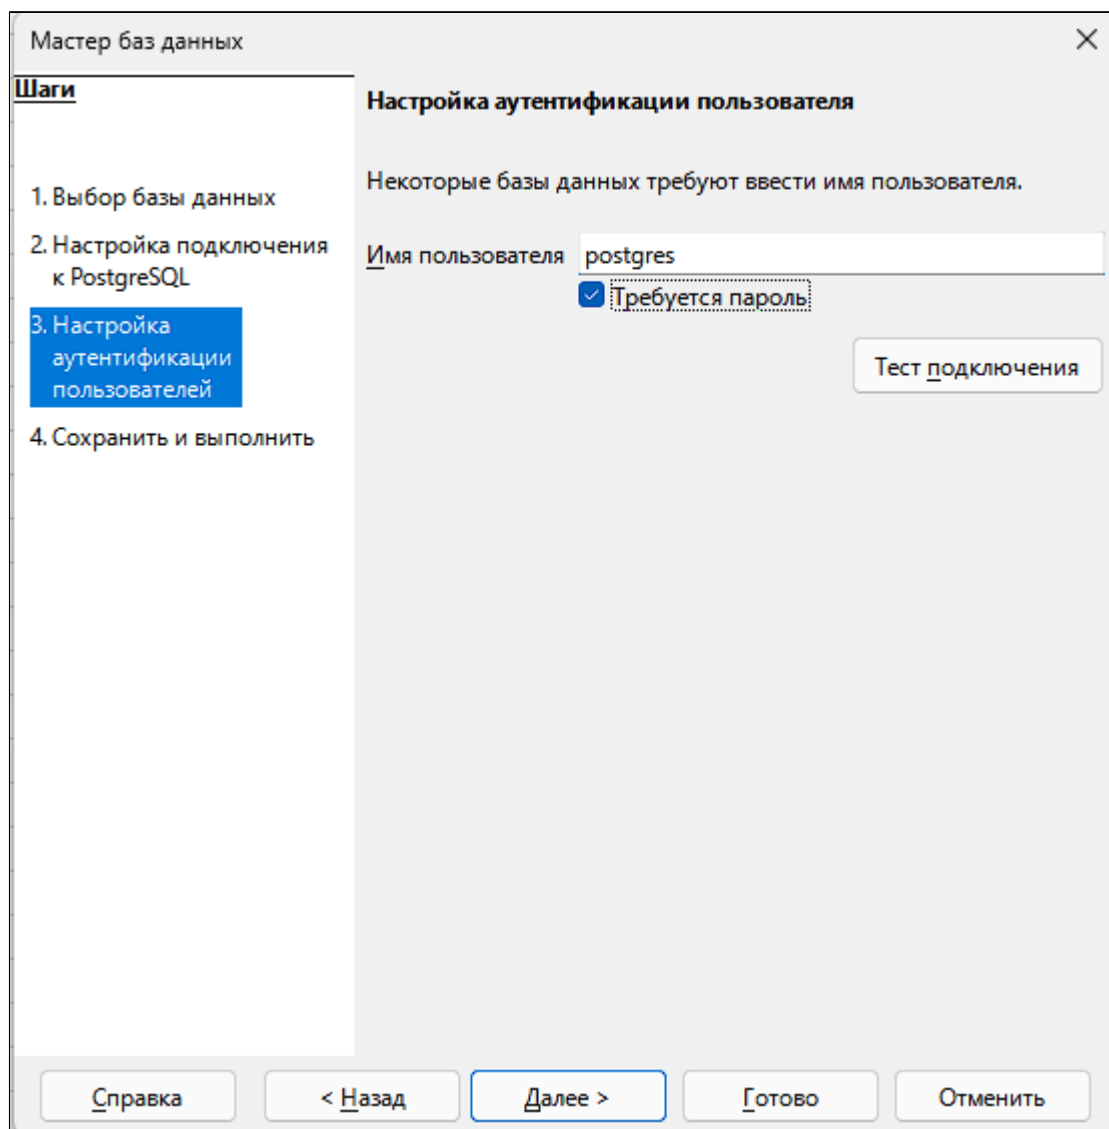 Мастер баз данных
Шаги
1. Выбор базы данных
2. Настройка подключения
к PostgreSQL
3. Настройка
аутентификации
пользователей
4. Сохранить и выполнить
Настройка аутентификации пользователя
Некоторые базы данных требуют ввести имя пользователя.
Имя пользователя postgres
Требуется пароль
Тест подключения
Справка < Назад Далее > Готово Отменить